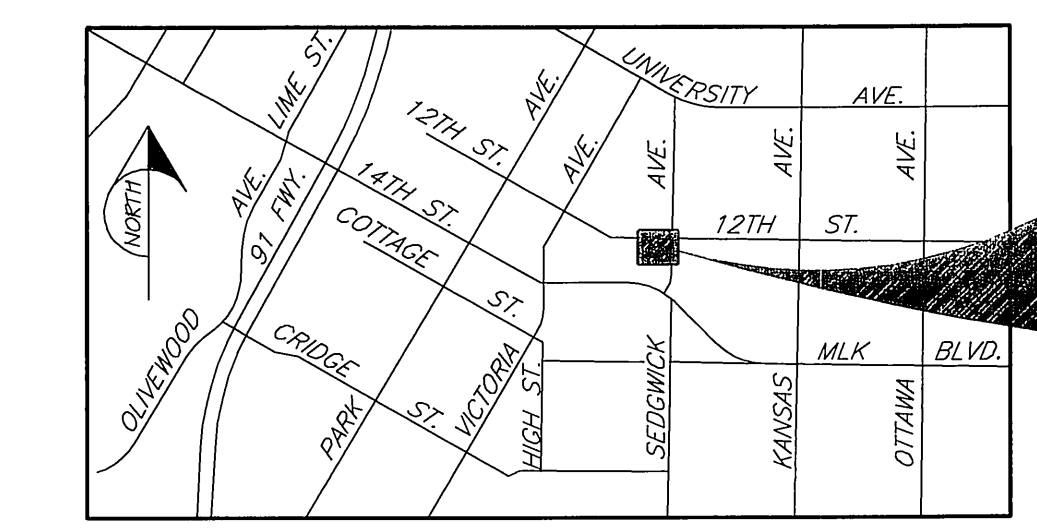 UNIVERSITY AVE.
LIME ST.
12TH ST.
AVE.
AVE.
AVE.
AVE.
AVE.
NORTH
AVE.
91 FWY.
14TH ST.
COTTAGE ST.
12TH ST.
OLIVEWOOD
CRIDGE ST.
PARK
VICTORIA
HIGH ST.
SEDGWICK
KANSAS
OTTAWA
MLK BLVD.